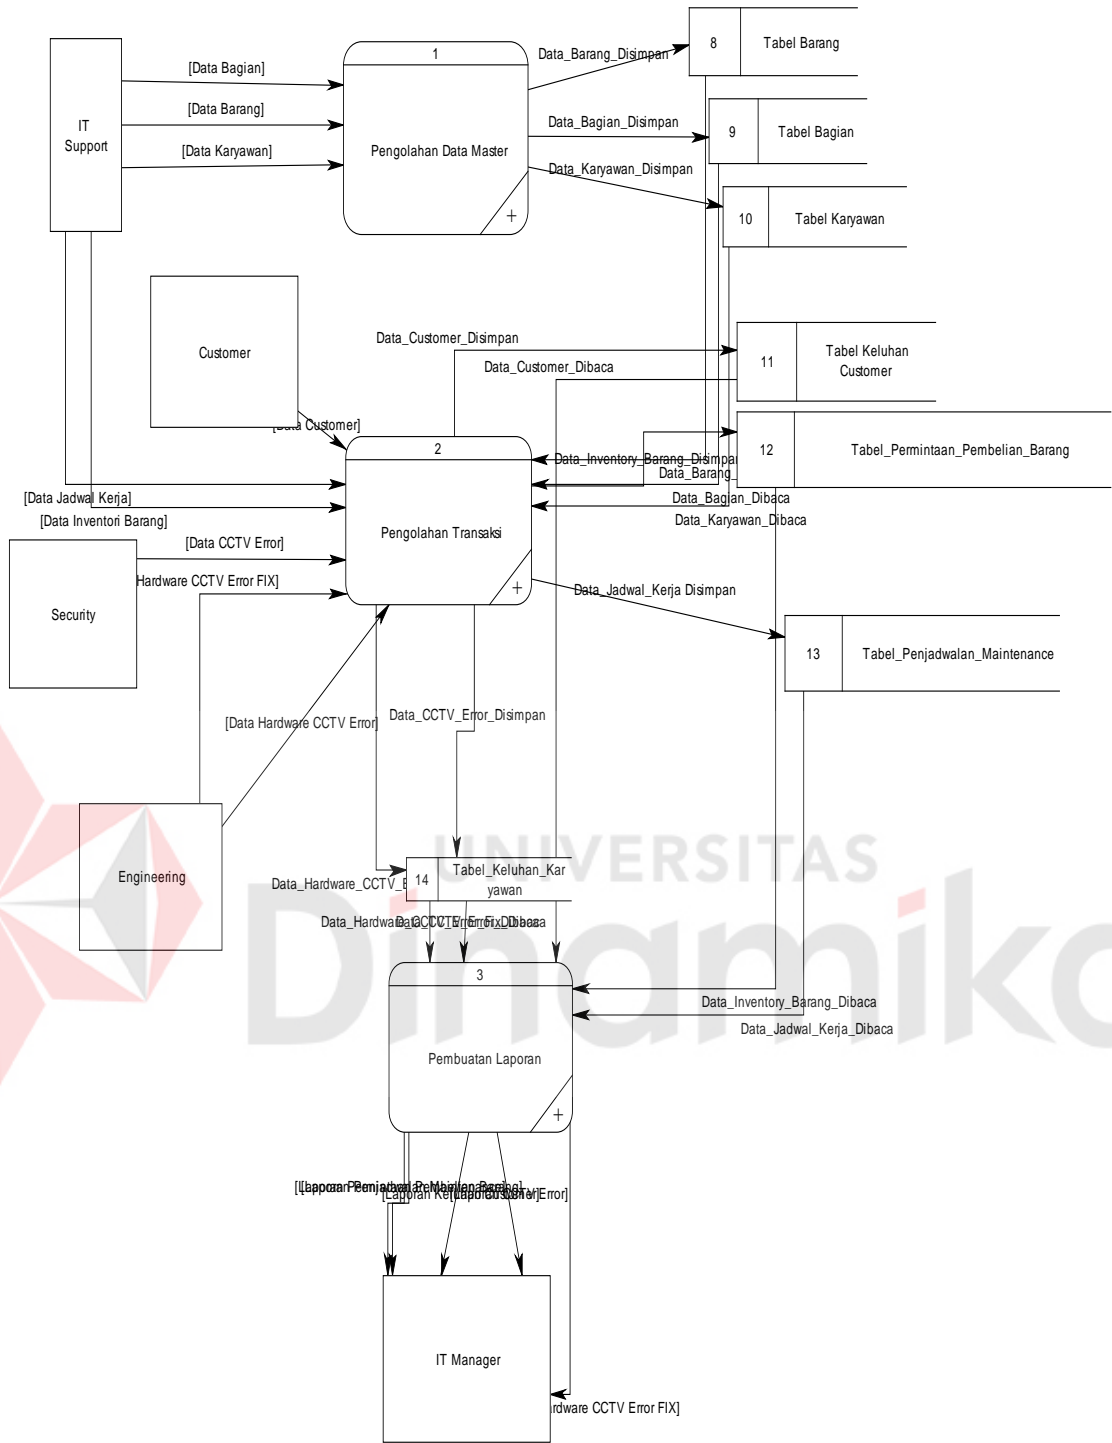 1
8
Tabel Barang
Data_Barang_Disimpan
[Data Bagian]
[Data Barang]
[Data Karyawan]
IT
Support
Pengolahan Data Master
+
Data_Bagian_Disimpan
9
Tabel Bagian
Data_Karyawan_Disimpan
10
Tabel Karyawan
Customer
Data_Customer_Disimpan
Data_Customer_Dibaca
11
Tabel Keluhan
Customer
[Data Customer]
2
Data_Inventory_Barang_Disimpan
12
Tabel_Permintaan_Pembelian_Barang
Data_Barang_
Data_Bagian_Dibaca
Data_Karyawan_Dibaca
[Data Jadwal Kerja]
[Data Inventori Barang]
Pengolahan Transaksi
+
[Data CCTV Error]
Hardware CCTV Error FIX]
Security
Data_Jadwal_Kerja Disimpan
13
Tabel_Penjadwalan_Maintenance
[Data Hardware CCTV Error]
Data_CCTV_Error_Disimpan
Engineering
UNIVERSITAS
Dinamika
Data_Hardware_CCTV_E
14
Tabel_Keluhan_Kar
yawan
3
Data_Inventory_Barang_Dibaca
Data_Jadwal_Kerja_Dibaca
Pembuatan Laporan
+
IT Manager
rdware CCTV Error FIX]